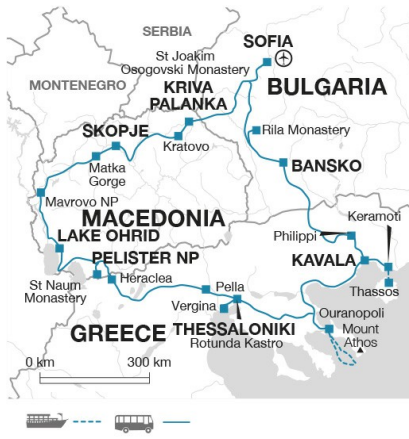 SERBIA
SOFIA
St Joakim
Osogovski Monastery
MONTENEGRO
BULGARIA
KRIVA
PALANKA
SKOPJE
Rila Monastery
Kratovo
Matka
Gorge
BANSKO
Mavrovo NP
MACEDONIA
Keramoti
LAKE OHRID
Philippi
PELISTER NP
KAVALA
St Naum
Monastery
Heraclea
Pella
Thassos
Vergina
Ouranopoli
GREECE
THESSALONIKI
Mount
Athos
Rotunda Kastro
0 km
300 km